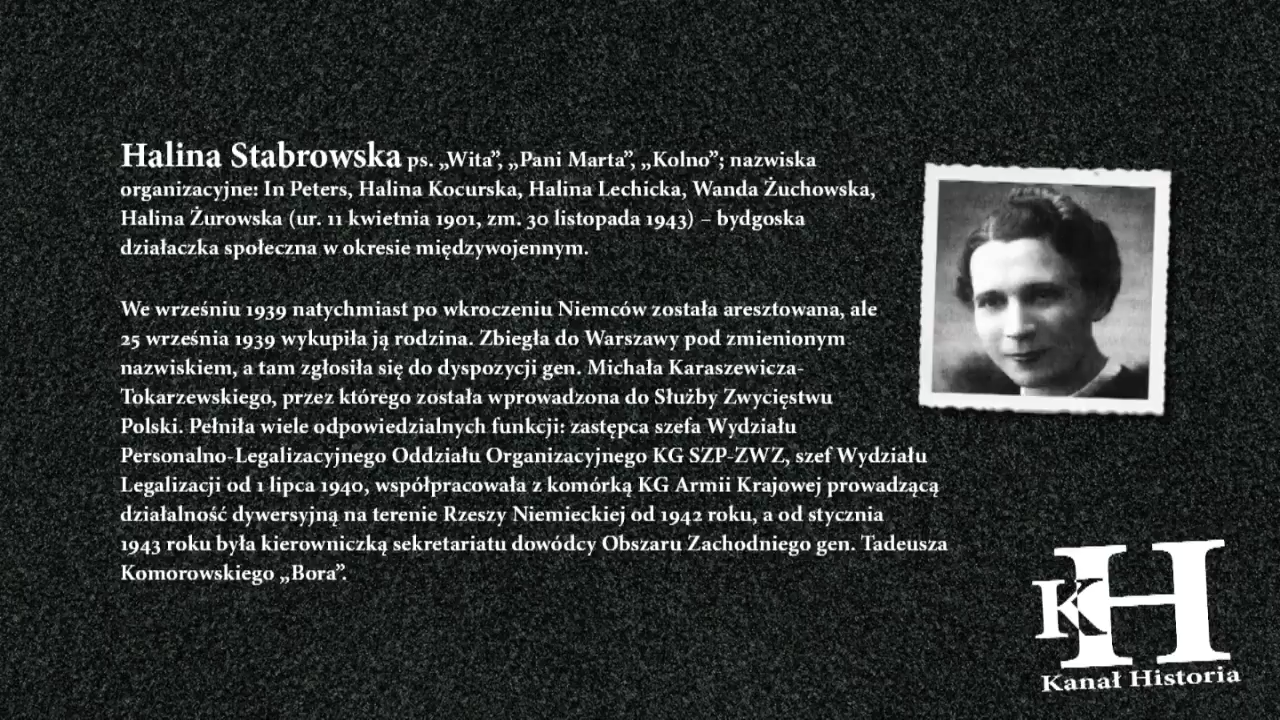 Halina Stabrowska ps. „Wita”, „Pani Marta”, „Kolno”; nazwiska
organizacyjne: In Peters, Halina Kocurska, Halina Lechicka, Wanda Żuchowska,
Halina Żurowska (ur. 11 kwietnia 1901, zm. 30 listopada 1943) – bydgoska
działaczka społeczna w okresie międzywojennym.
We wrześniu 1939 natychmiast po wkroczeniu Niemców została aresztowana, ale
25 września 1939 wykupiła ją rodzina. Zbiegła do Warszawy pod zmienionym
nazwiskiem, a tam zgłosiła się do dyspozycji gen. Michała Karaszewicza-
Tokarzewskiego, przez którego została wprowadzona do Służby Zwycięstwu
Polski. Pełniła wiele odpowiedzialnych funkcji: zastępca szefa Wydziału
Personalno-Legalizacyjnego Oddziału Organizacyjnego KG SZP-ZWZ, szef Wydziału
Legalizacji od 1 lipca 1940, współpracowała z komórką KG Armii Krajowej prowadzącą
działalność dywersyjną na terenie Rzeszy Niemieckiej od 1942 roku, a od stycznia
1943 roku była kierowniczką sekretariatu dowódcy Obszaru Zachodniego gen. Tadeusza
Komorowskiego „Bora”.
KH
Kanał Historia